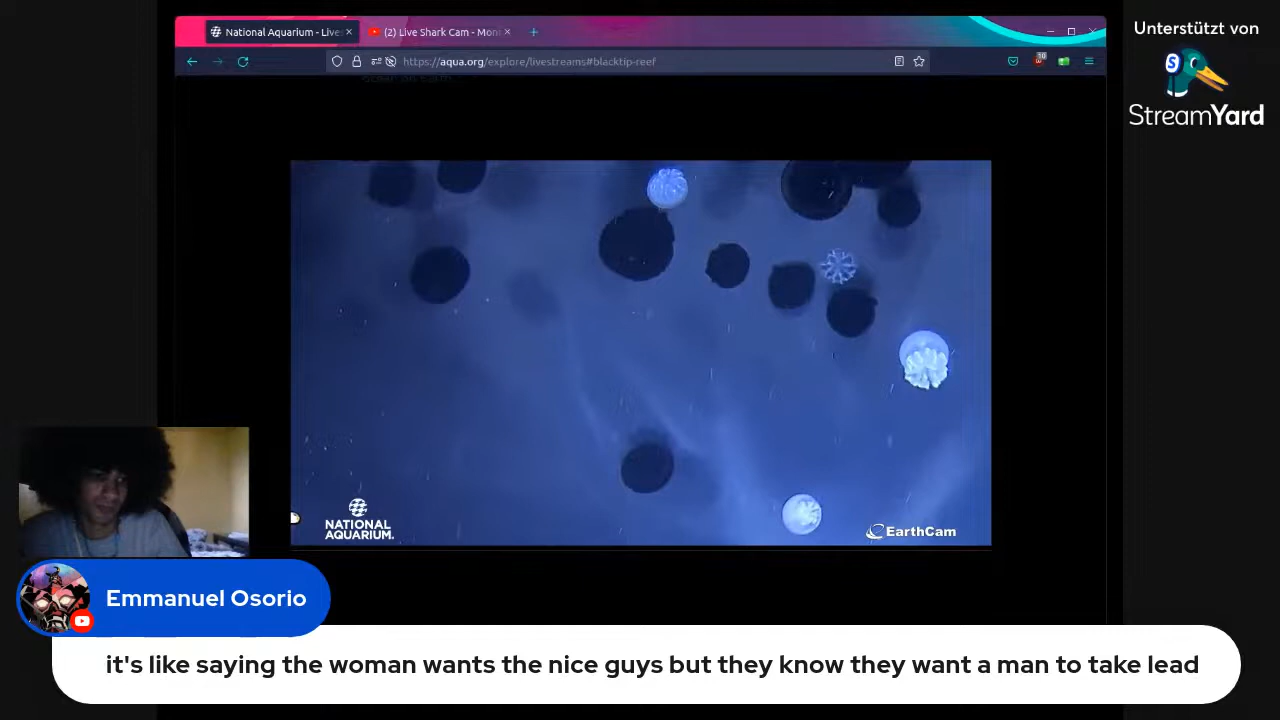 National Aquarium - Live
(2) Live Shark Cam - Mon
Unterstützt von
StreamYard
https://aqua.org/explore/livestreams#blacktip-reef
NATIONAL
AQUARIUM.
EarthCam
Emmanuel Osorio
it's like saying the woman wants the nice guys but they know they want a man to take lead